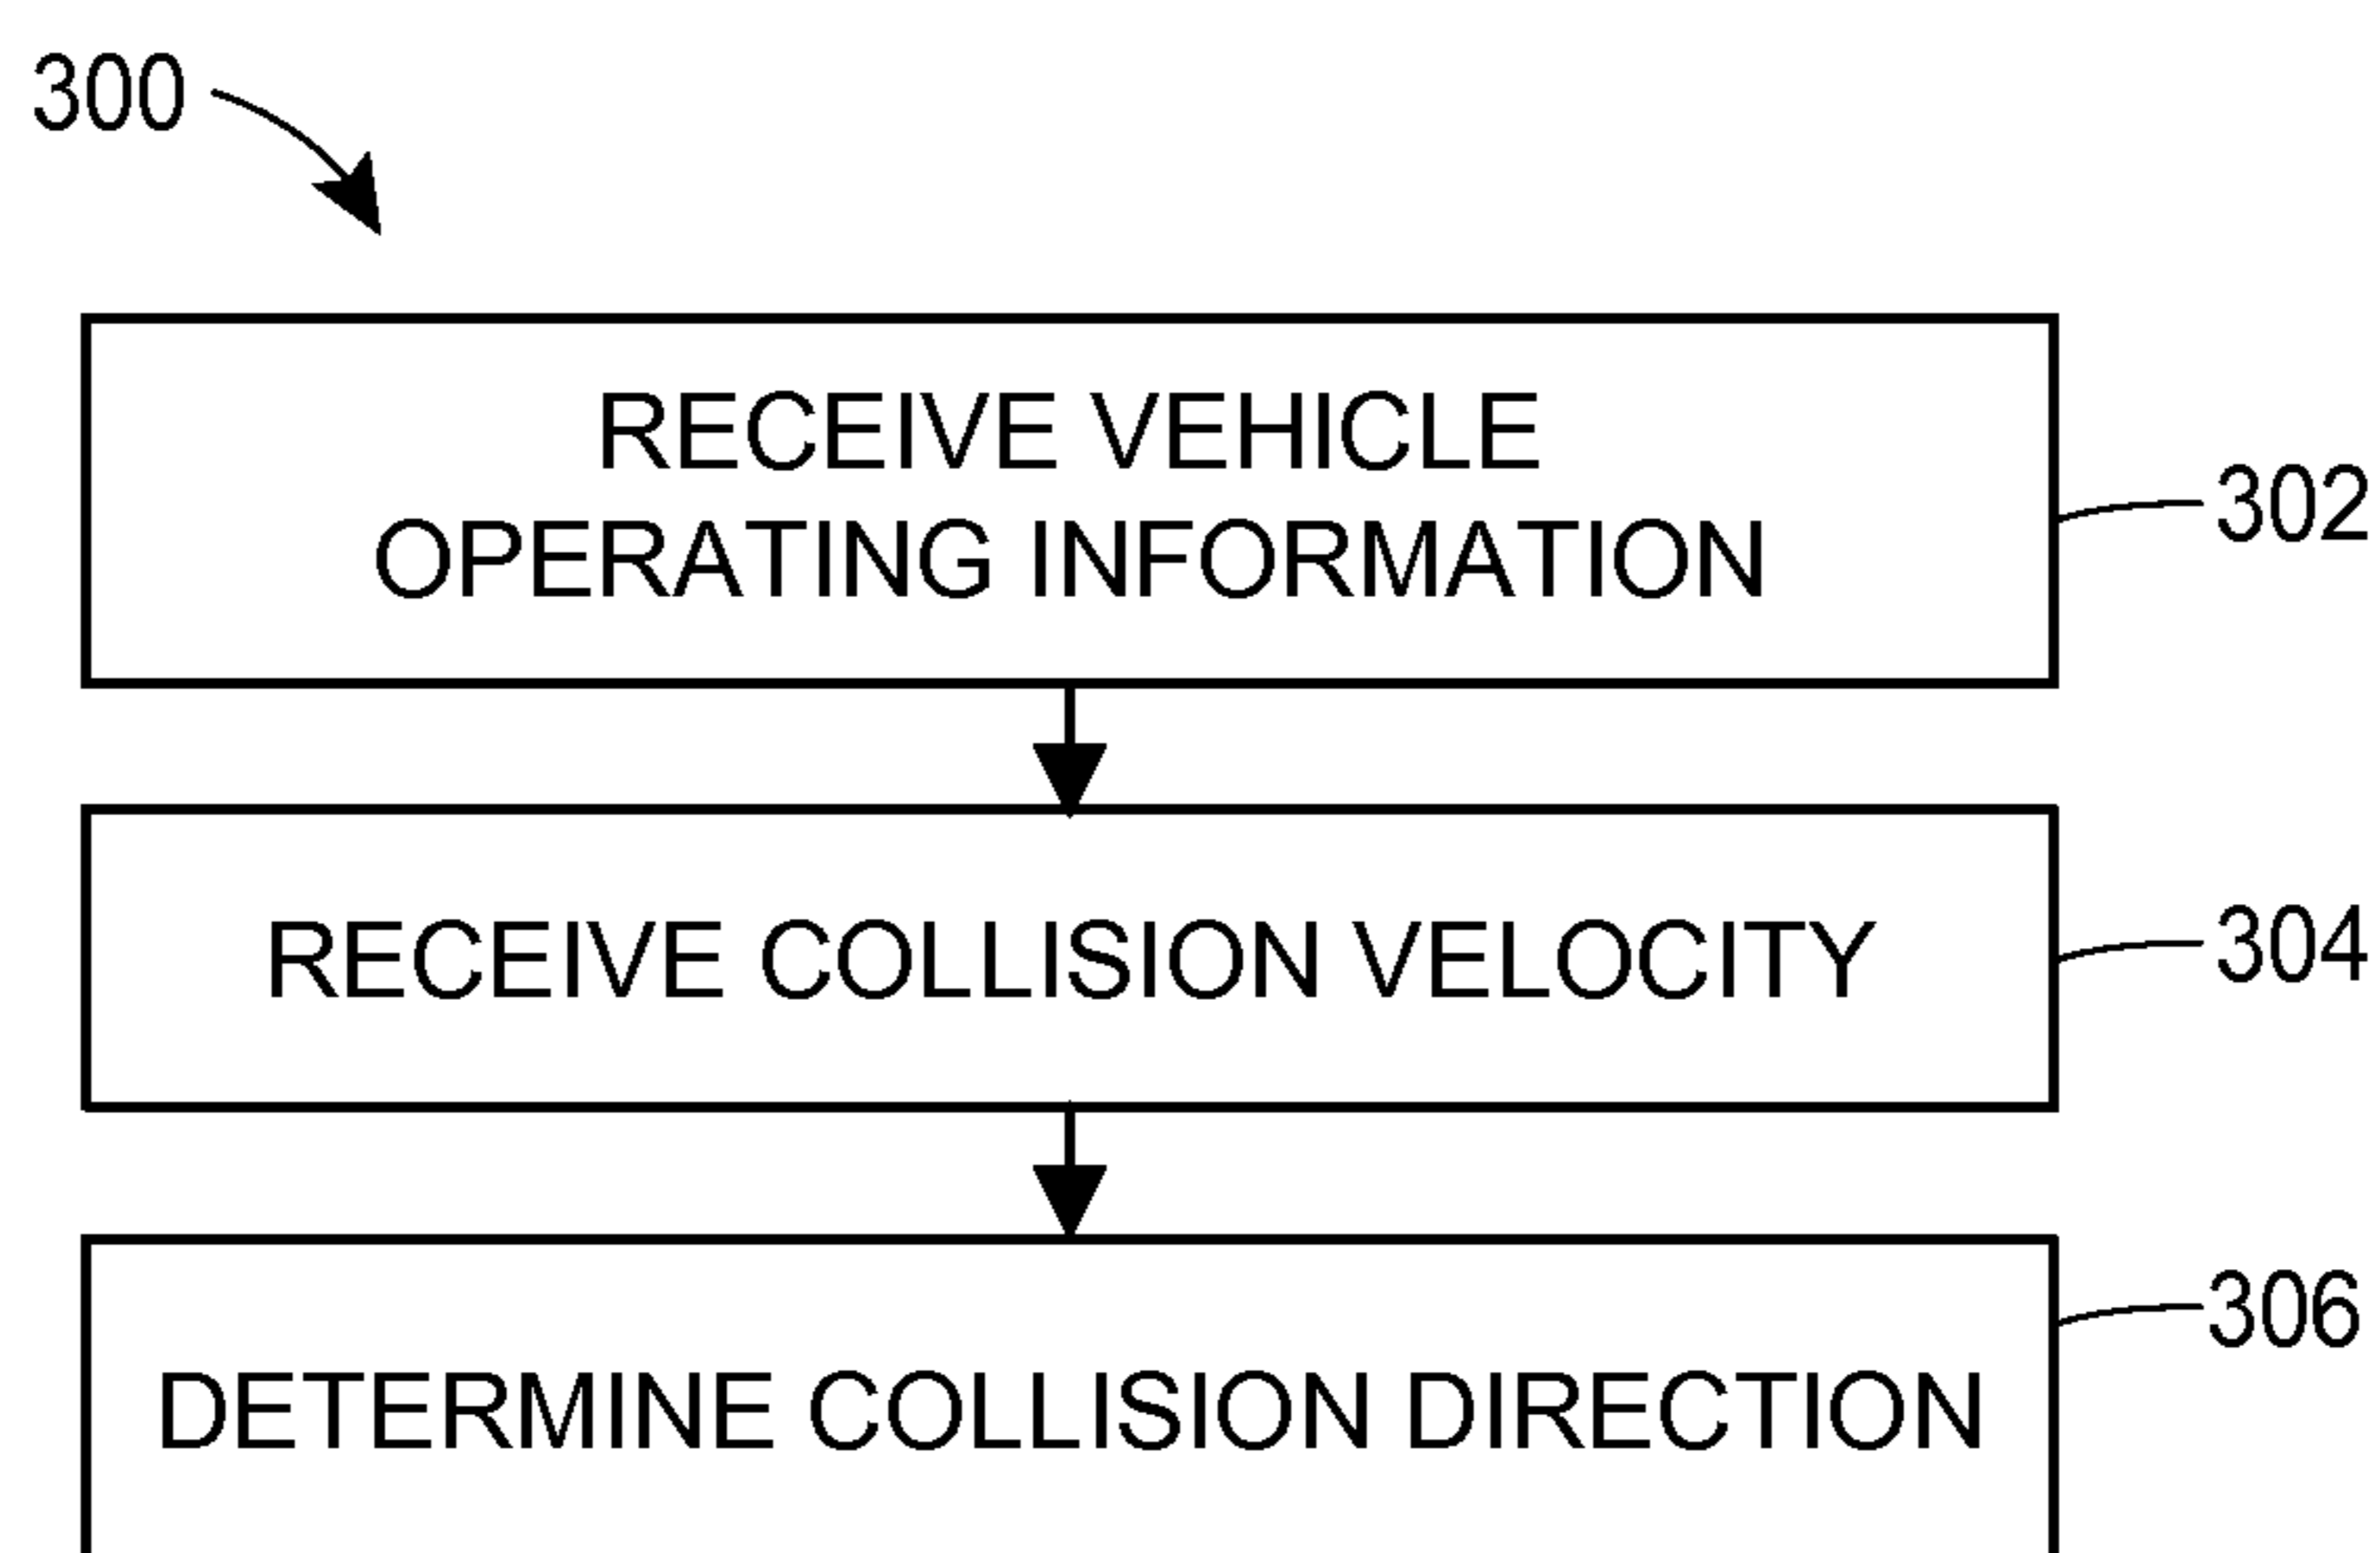 300
RECEIVE VEHICLE
OPERATING INFORMATION
302
RECEIVE COLLISION VELOCITY
304
306
DETERMINE COLLISION DIRECTION